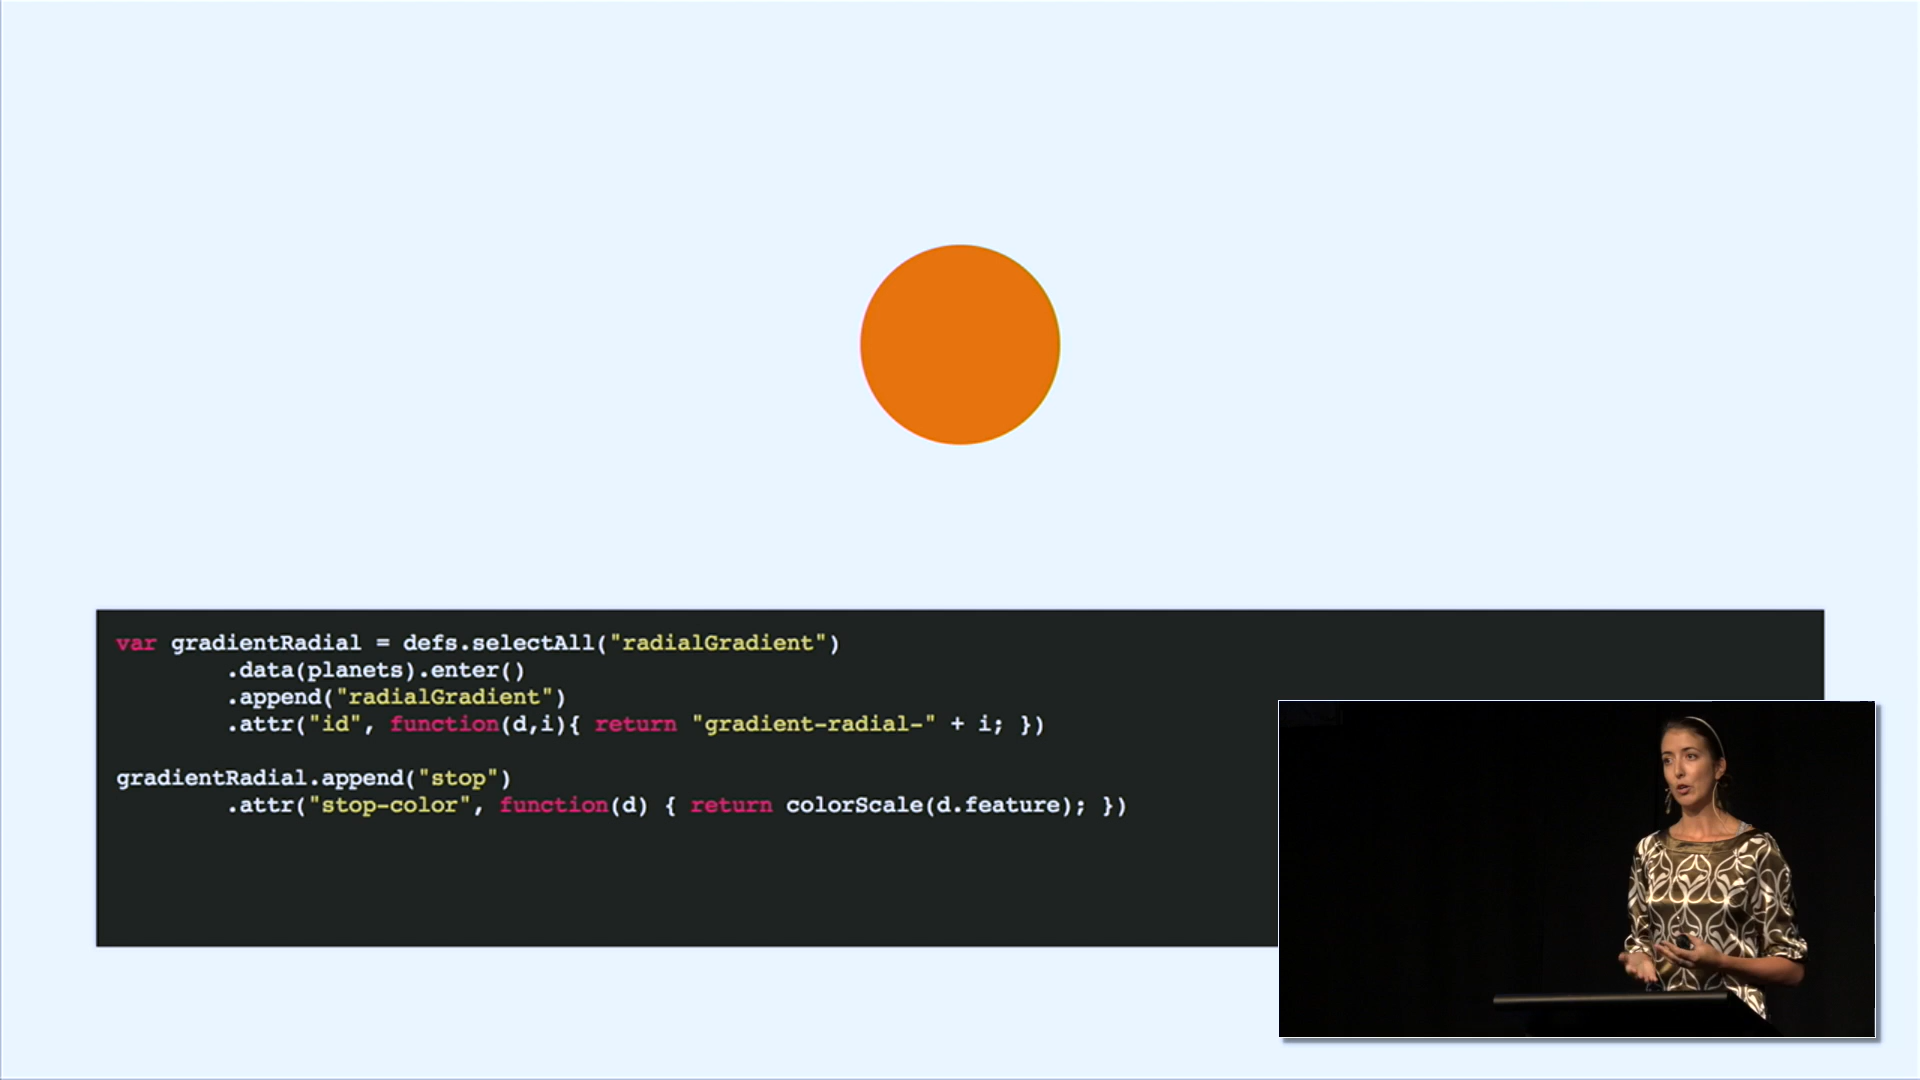 var gradientRadial = defs.selectAll("radialGradient")
.data(planets).enter()
.append("radialGradient")
.attr("id", function(d,i){ return "gradient-radial-" + i; })
gradientRadial.append("stop")
.attr("stop-color", function(d) { return colorScale(d.feature); })